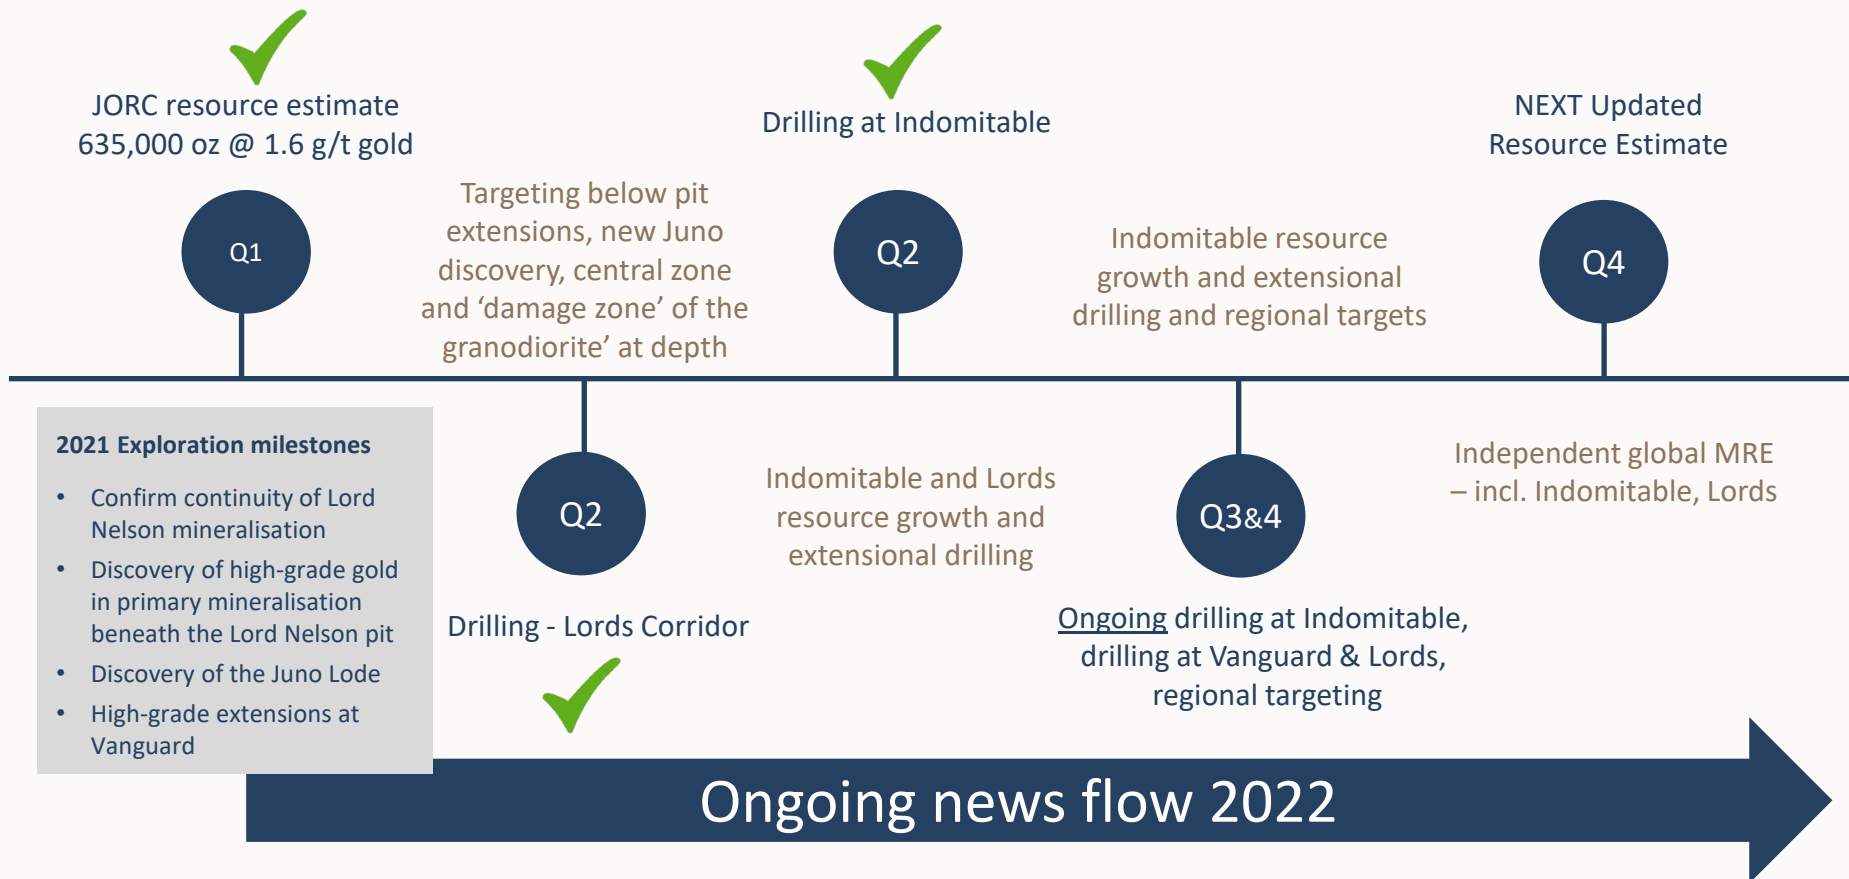 JORC resource estimate
635,000 oz @ 1.6 g/t gold
Q1
Targeting below pit
extensions, new Juno
discovery, central zone
and ‘damage zone’ of the
granodiorite’ at depth
Drilling at Indomitable
Q2
Indomitable resource
growth and extensional
drilling and regional targets
NEXT Updated
Resource Estimate
Q4
2021 Exploration milestones
• Confirm continuity of Lord
Nelson mineralisation
• Discovery of high-grade gold
in primary mineralisation
beneath the Lord Nelson pit
• Discovery of the Juno Lode
• High-grade extensions at
Vanguard
Q2
Drilling - Lords Corridor
Indomitable and Lords
resource growth and
extensional drilling
Q3&4
Ongoing drilling at Indomitable,
drilling at Vanguard & Lords,
regional targeting
Independent global MRE
– incl. Indomitable, Lords
Ongoing news flow 2022